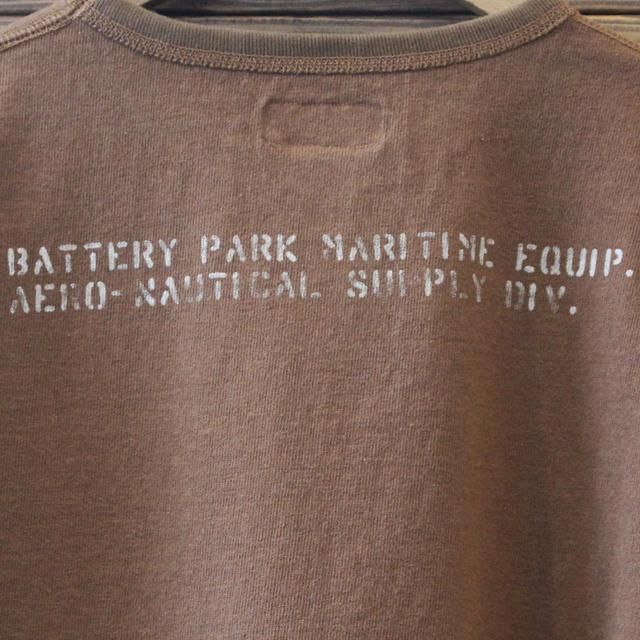 BATTERY PARK MARITIME EQUIP.
AERO-NAUTICAL SUPPLY DIV.